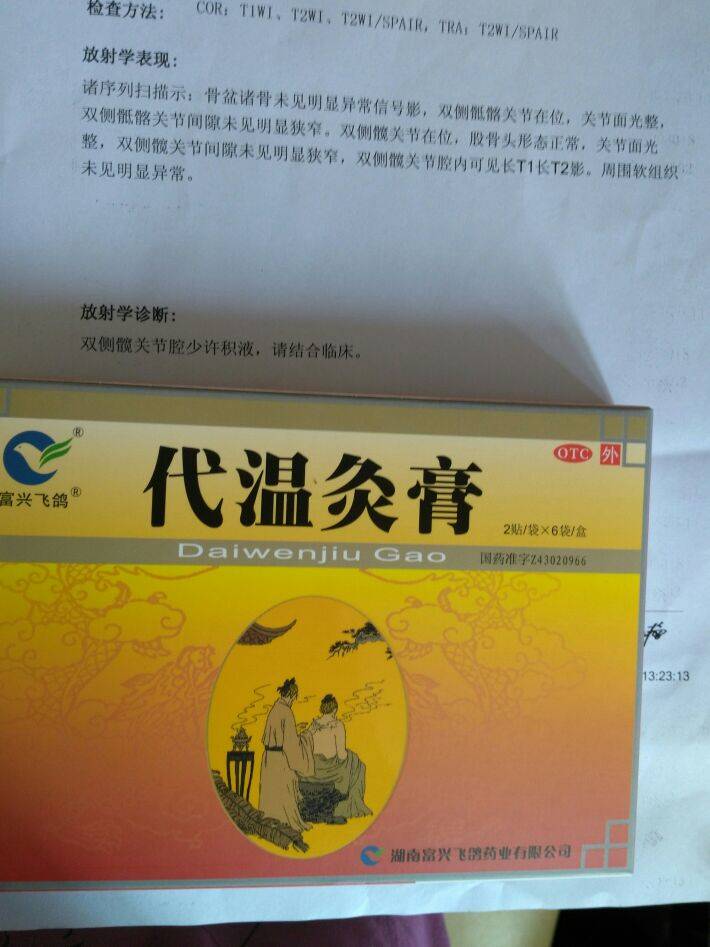 检查方法: COR: T1WI、T2WI、T2WI/SPAIR, TRA: T2WI/SPAIR
放射学表现:
诸序列扫描示: 骨盆诸骨未见明显异常信号影, 双侧骶髂关节在位, 关节面光整,
双侧骶髂关节间隙未见明显狭窄。双侧髋关节在位, 股骨头形态正常, 关节面光
整, 双侧髋关节间隙未见明显狭窄, 双侧髋关节腔内可见长T1长T2影。周围软组织
未见明显异常。
放射学诊断:
双侧髋关节腔少许积液, 请结合临床。
®
富兴飞鸽®
OTC 外
代温灸膏
2贴/袋×6袋/盒
Daiwenjiu Gao
国药准字Z43020966
13:23:13
湖南富兴飞鸽药业有限公司